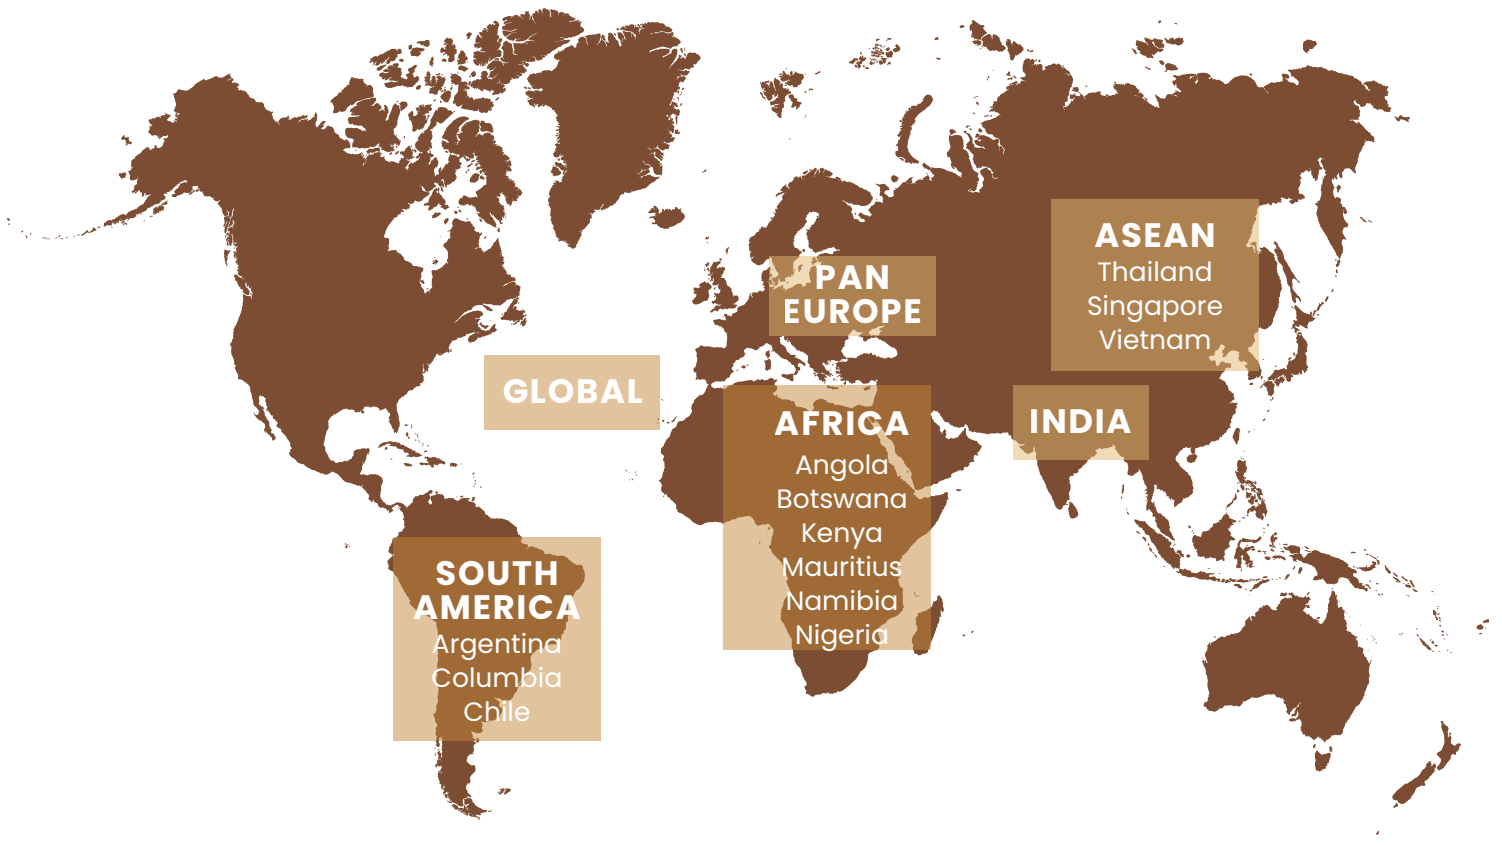 ASEAN
Thailand
Singapore
Vietnam
PAN
EUROPE
GLOBAL
AFRICA
Angola
Botswana
Kenya
Mauritius
Namibia
Nigeria
INDIA
SOUTH
AMERICA
Argentina
Columbia
Chile